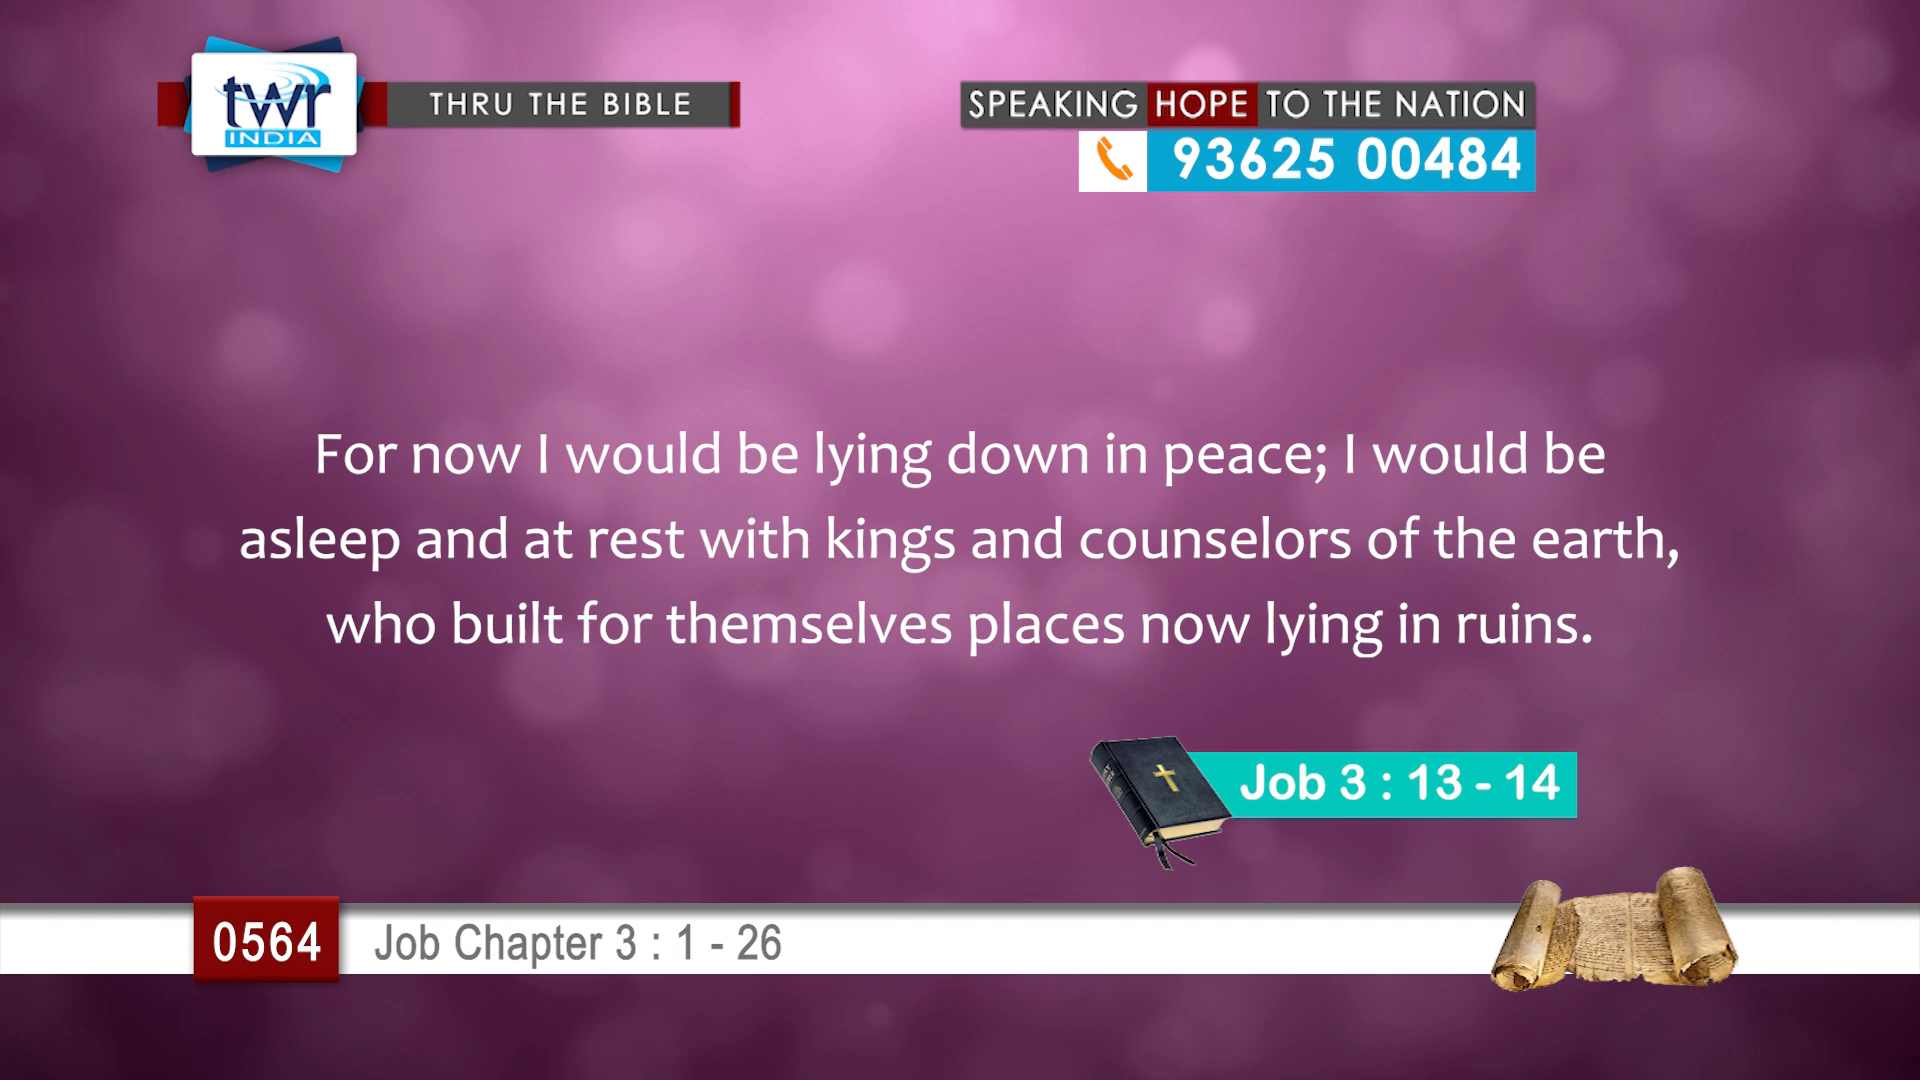 twr
INDIA
THRU THE BIBLE
SPEAKING HOPE TO THE NATION
93625 00484
For now I would be lying down in peace; I would be
asleep and at rest with kings and counselors of the earth,
who built for themselves places now lying in ruins.
Job 3 : 13 - 14
0564
Job Chapter 3 : 1 - 26